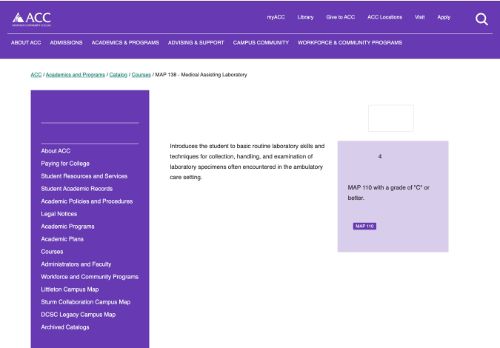 ACC
myACC Library Give to ACC ACC Locations Visit Apply
ABOUT ACC ADMISSIONS ACADEMICS & PROGRAMS ADVISING & SUPPORT CAMPUS COMMUNITY WORKFORCE & COMMUNITY PROGRAMS
ACC / Academics and Programs / Catalog / Courses / MAP 138 - Medical Assisting Laboratory
About ACC
Paying for College
Student Resources and Services
Student Academic Records
Academic Policies and Procedures
Legal Notices
Academic Programs
Academic Plans
Courses
Administrators and Faculty
Workforce and Community Programs
Littleton Campus Map
Sturm Collaboration Campus Map
DCSC Legacy Campus Map
Archived Catalogs
Introduces the student to basic routine laboratory skills and
techniques for collection, handling, and examination of
laboratory specimens often encountered in the ambulatory
care setting.
4
MAP 110 with a grade of "C" or
better.
MAP 110